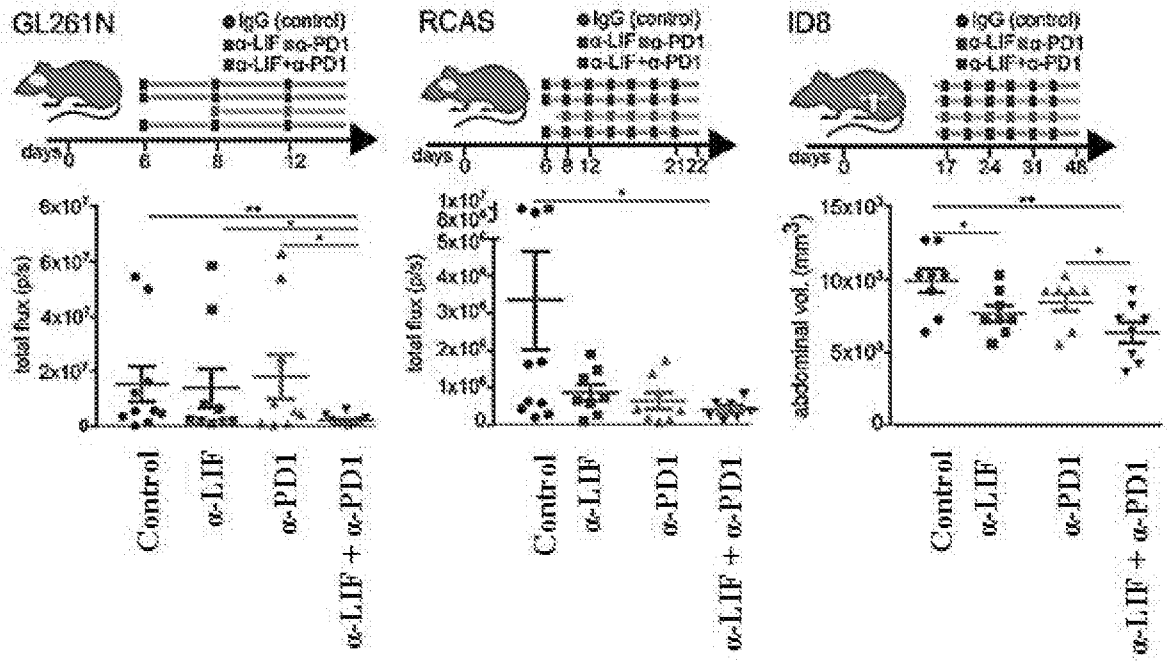 GL261N
● IgG (control)
■ α-LIF ■ α-PD1
■ α-LIF+α-PD1
days 0 6 8 12
total flux (p/s)
8x10⁷
6x10⁷
4x10⁷
2x10⁷
0
**
*
*
Control
α-LIF
α-PD1
α-LIF + α-PD1
RCAS
● IgG (control)
■ α-LIF ■ α-PD1
■ α-LIF+α-PD1
days 0 6 8 12 21 22
total flux (p/s)
1x10⁷
5x10⁶
4x10⁶
3x10⁶
2x10⁶
1x10⁶
0
*
Control
α-LIF
α-PD1
α-LIF + α-PD1
ID8
● IgG (control)
■ α-LIF ■ α-PD1
■ α-LIF+α-PD1
days 0 17 24 31
abdominal vol. (mm³)
15x10³
10x10³
5x10³
0
**
*
*
Control
α-LIF
α-PD1
α-LIF + α-PD1